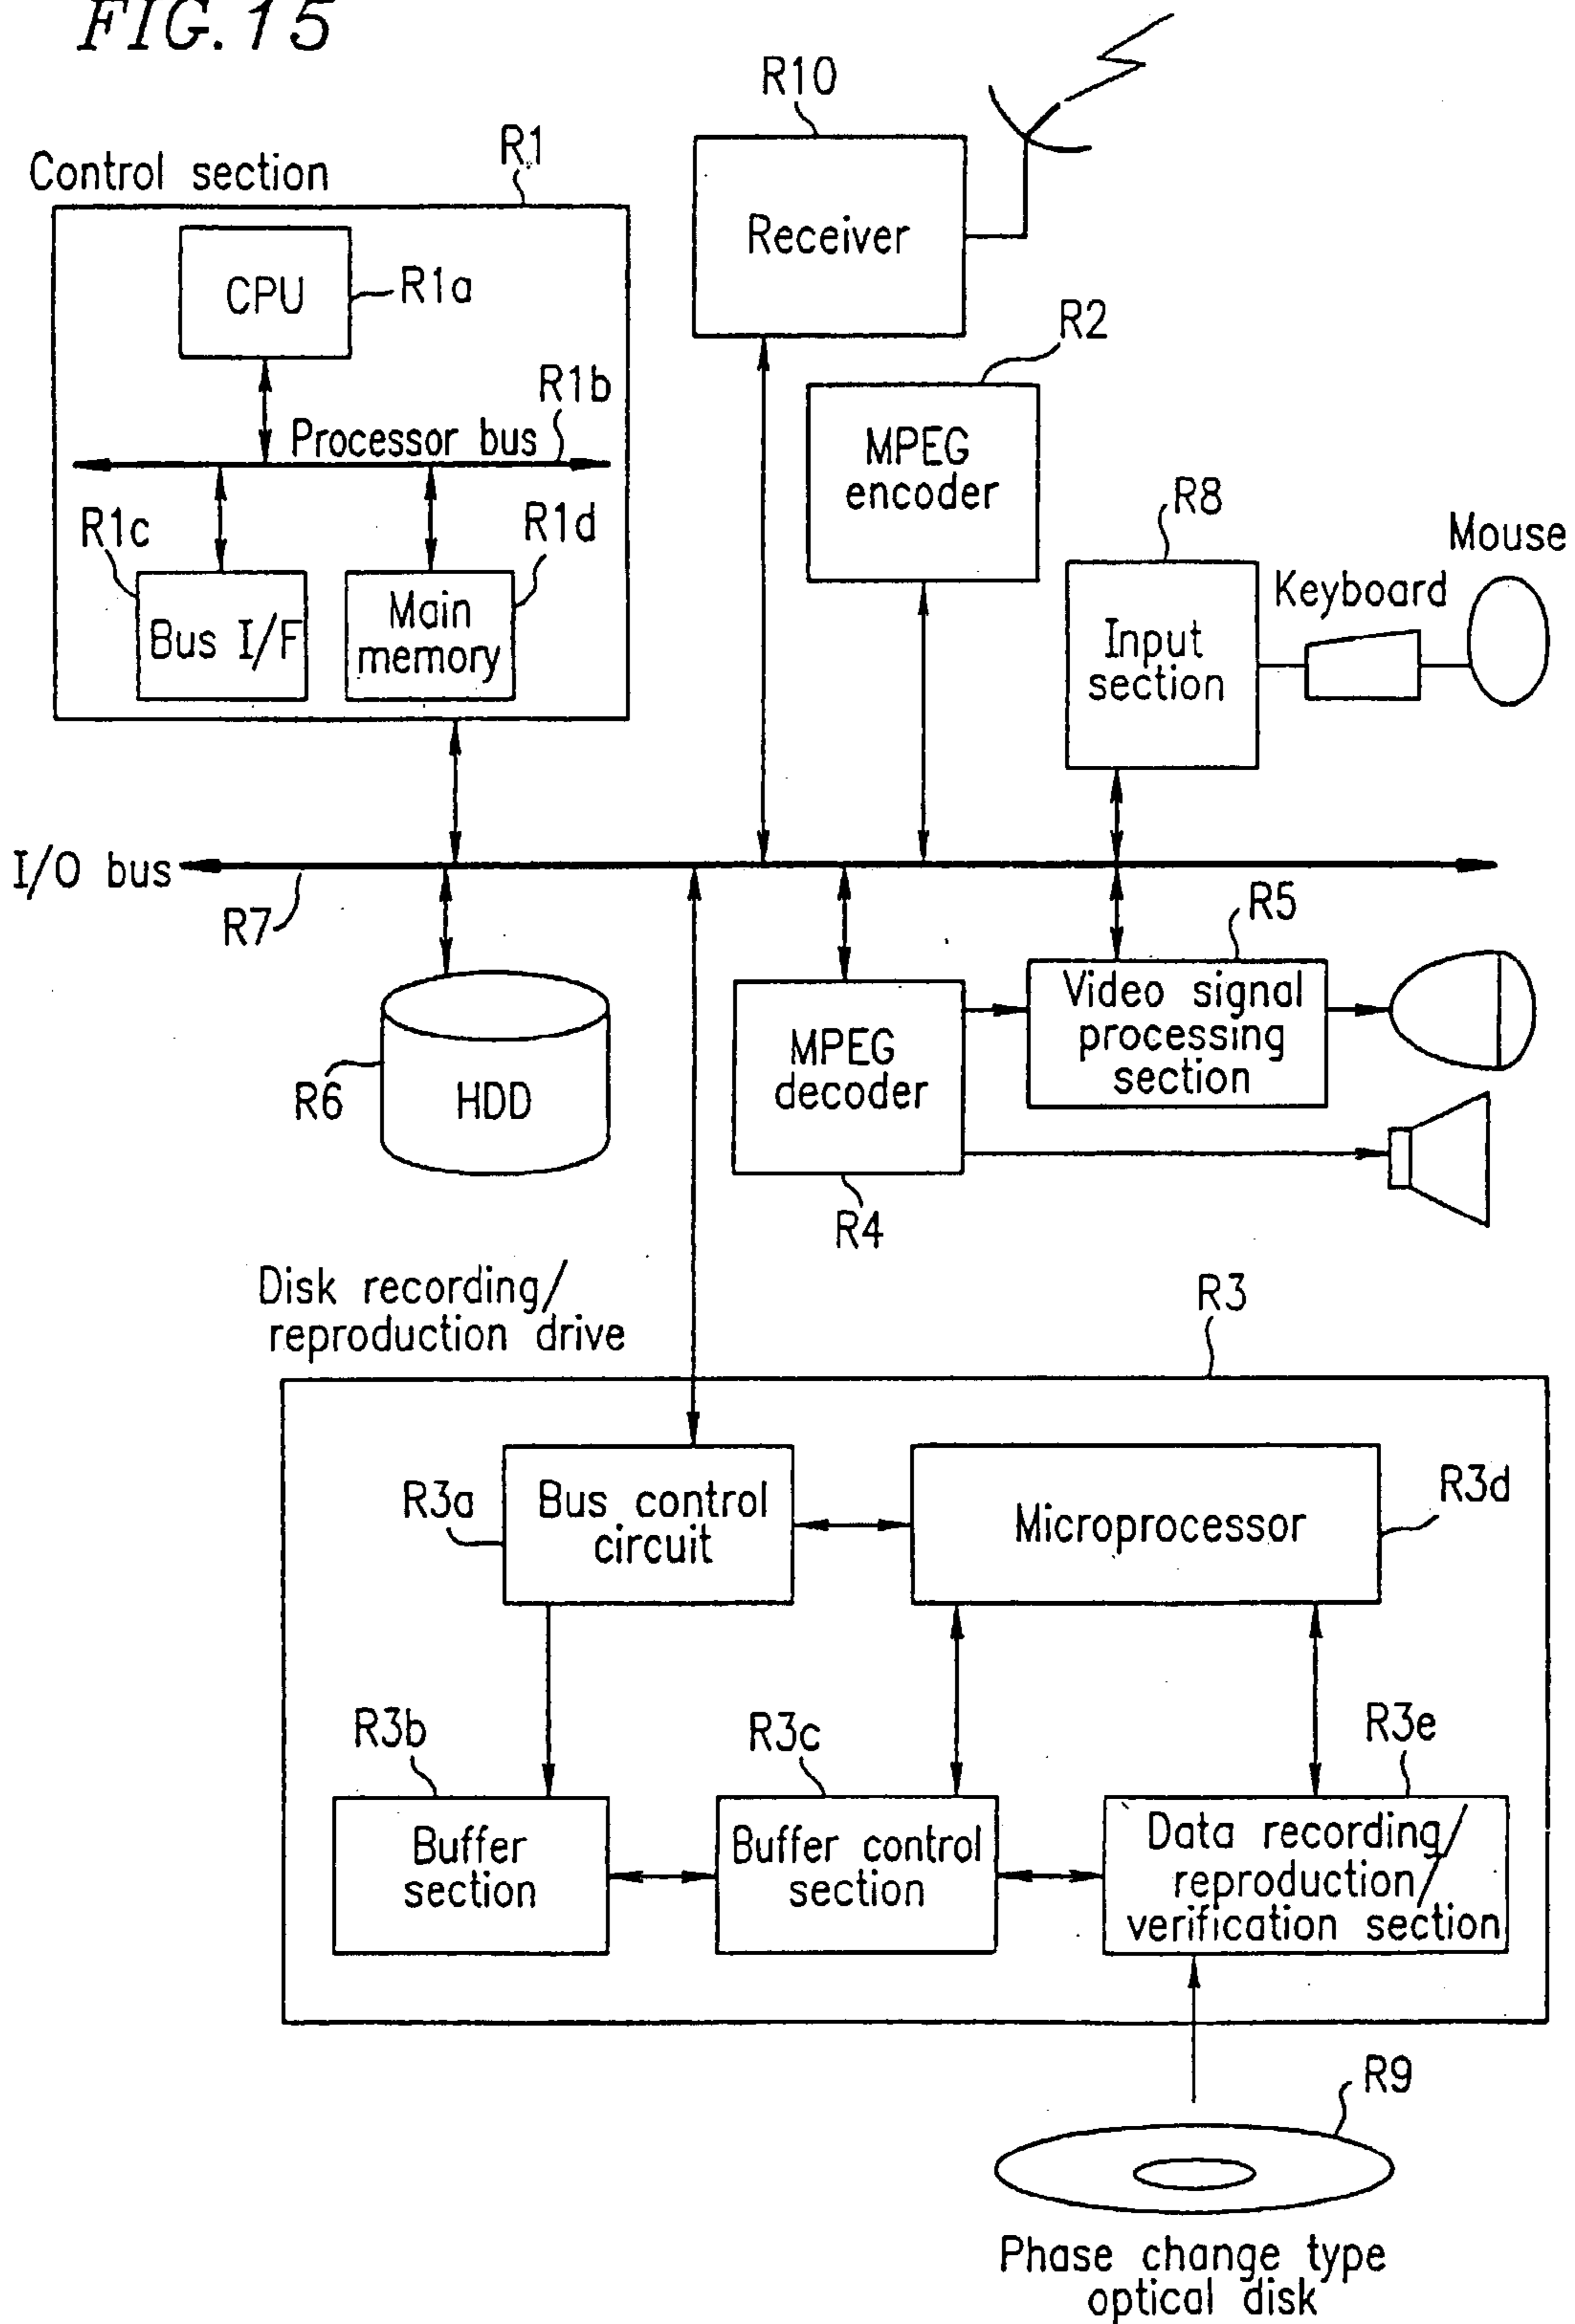 FIG. 15
R10
R1
Control section
Receiver
CPU
R1a
R2
R1b
Processor bus
MPEG
encoder
R1c
R1d
R8
Mouse
Keyboard
Bus I/F
Main
memory
Input
section
I/O bus
R7
R5
Video signal
processing
section
MPEG
decoder
R6
HDD
R4
Disk recording/
reproduction drive
R3
R3a
Bus control
circuit
Microprocessor
R3d
R3b
R3c
R3e
Buffer
section
Buffer control
section
Data recording/
reproduction/
verification section
R9
Phase change type
optical disk